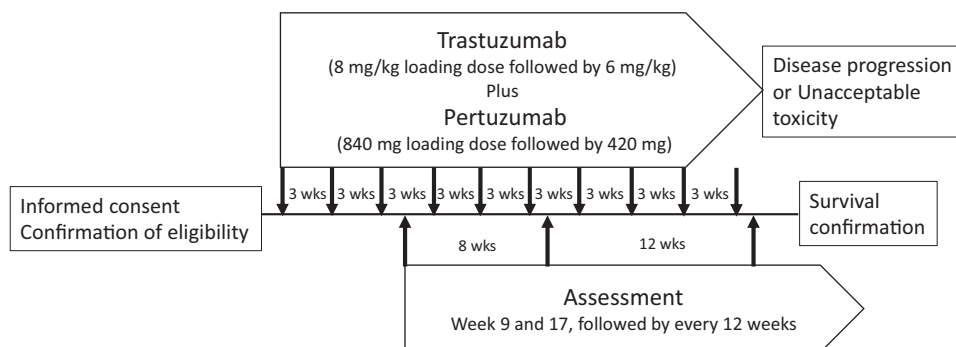 Trastuzumab
(8 mg/kg loading dose followed by 6 mg/kg)
Plus
Pertuzumab
(840 mg loading dose followed by 420 mg)
Disease progression
or Unacceptable
toxicity
3 wks 3 wks 3 wks 3 wks 3 wks 3 wks 3 wks 3 wks 3 wks
Informed consent
Confirmation of eligibility
Survival
confirmation
8 wks 12 wks
Assessment
Week 9 and 17, followed by every 12 weeks